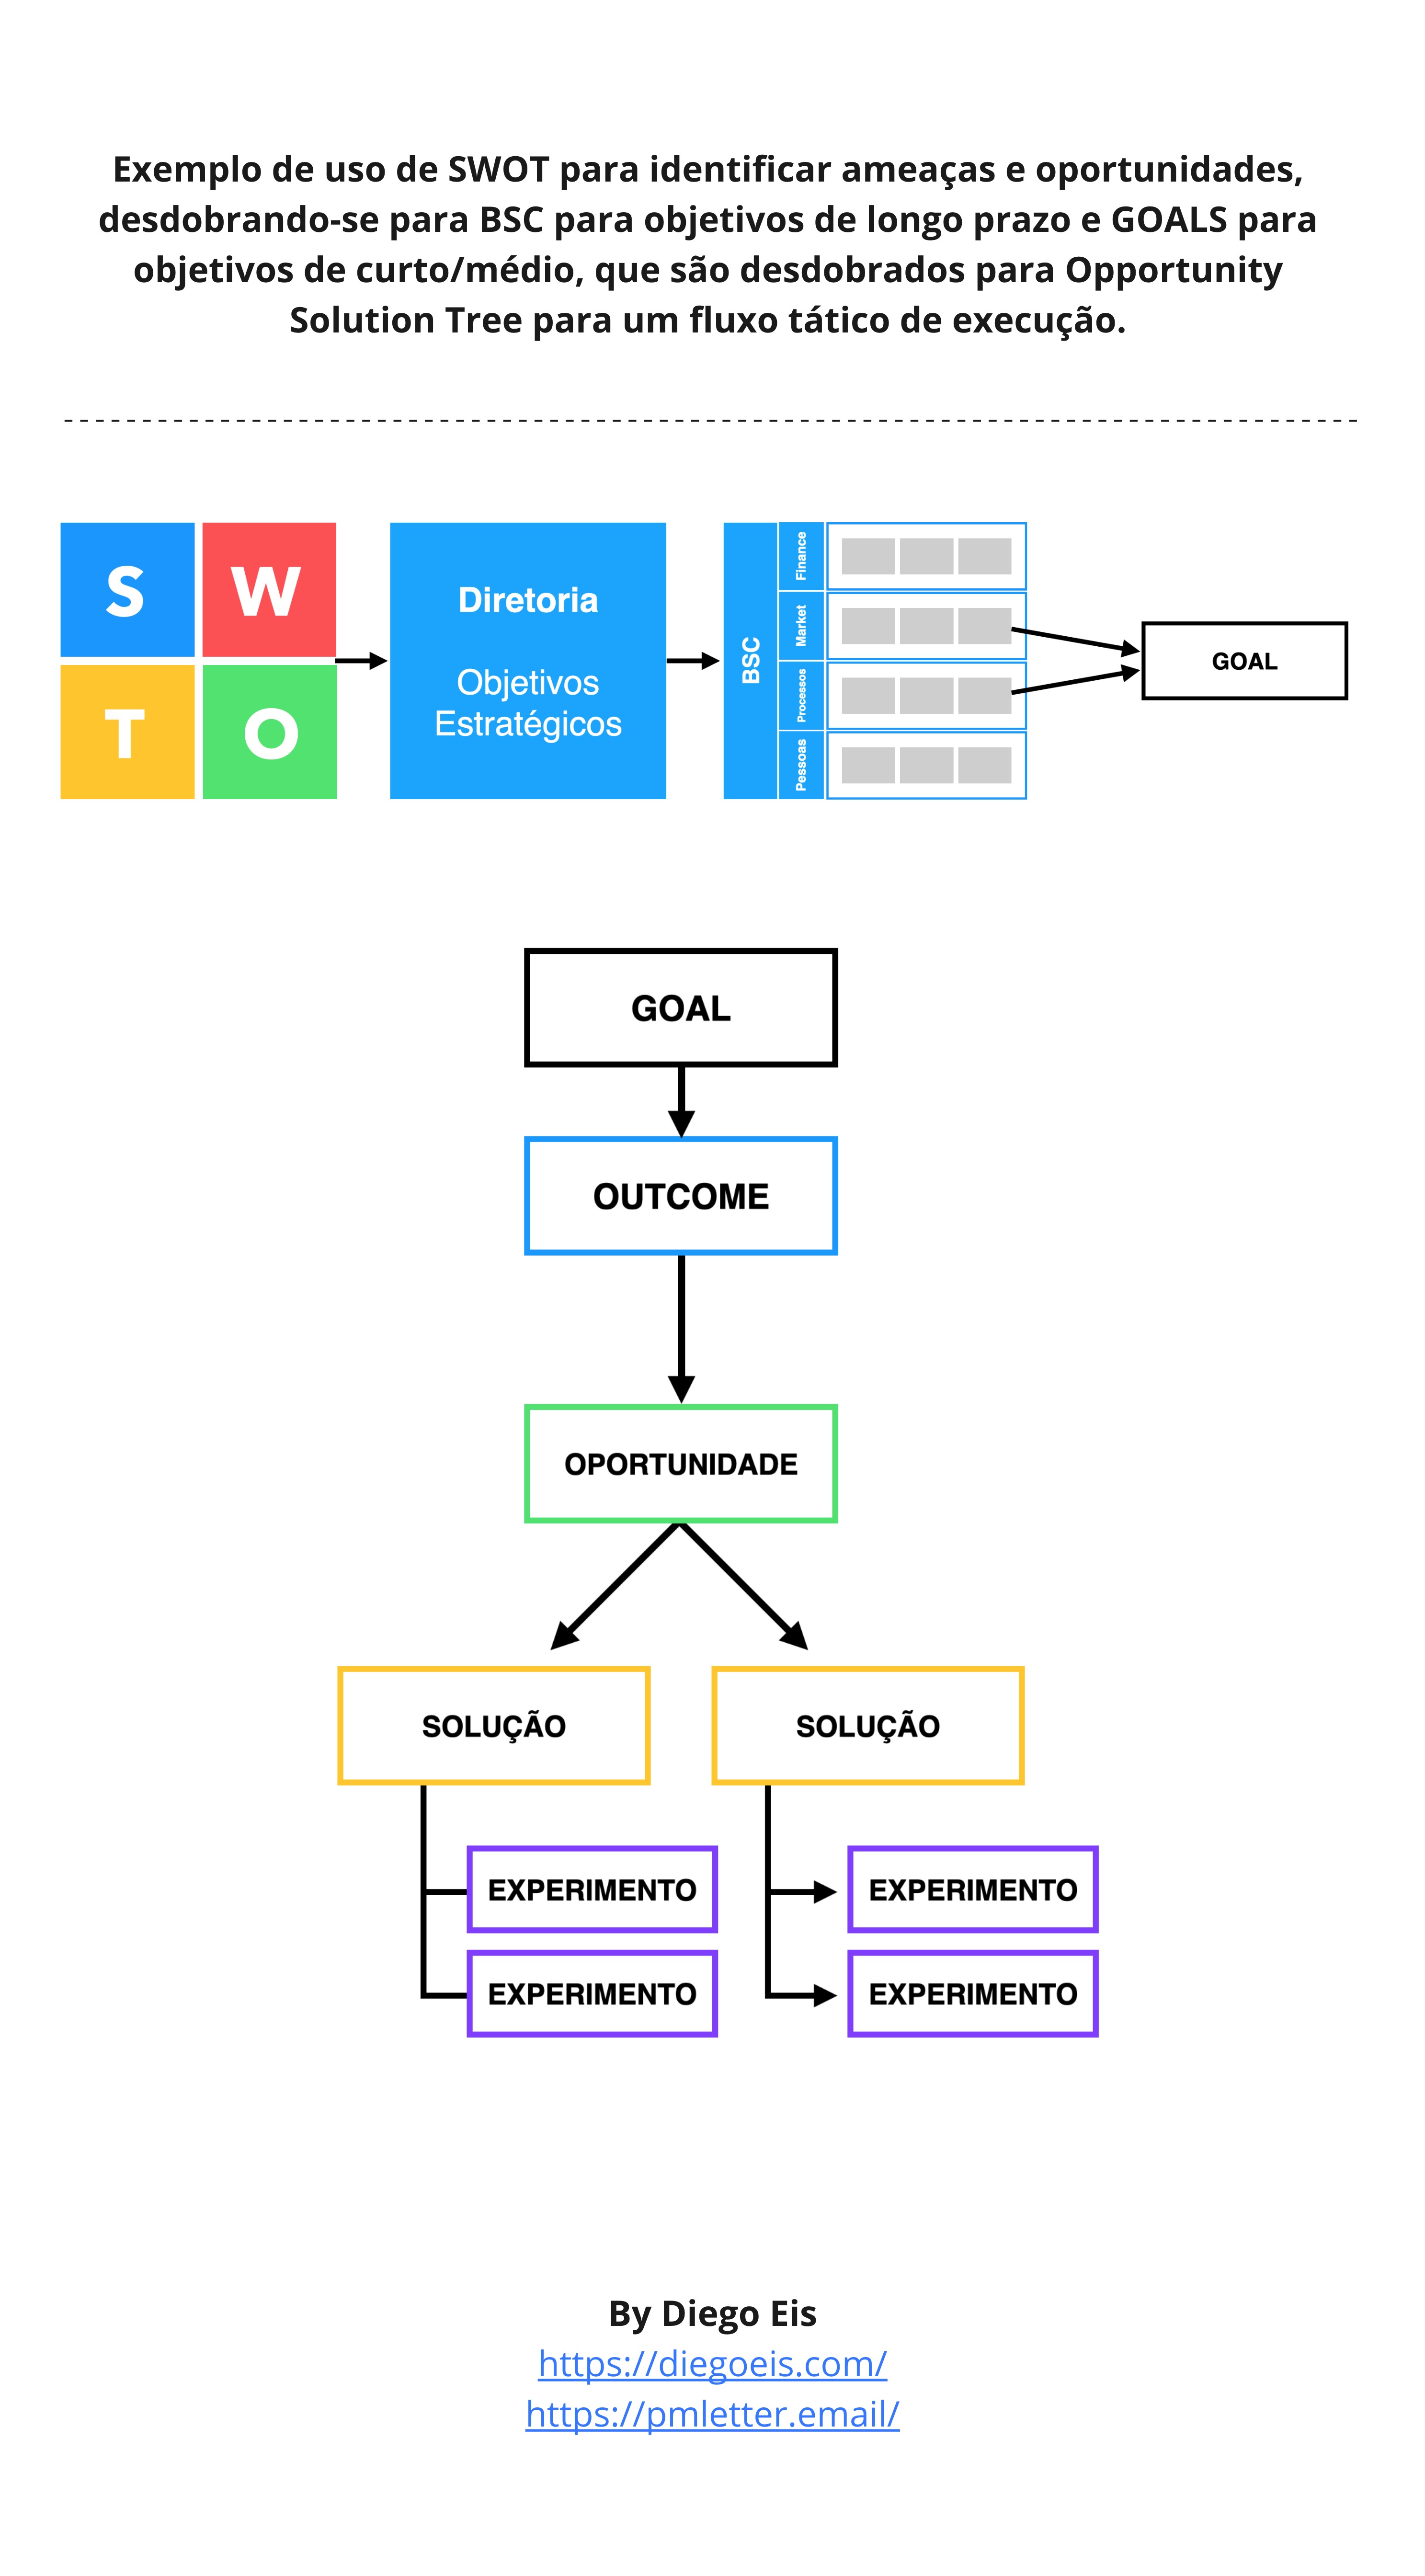 Exemplo de uso de SWOT para identificar ameaças e oportunidades,
desdobrando-se para BSC para objetivos de longo prazo e GOALS para
objetivos de curto/médio, que são desdobrados para Opportunity
Solution Tree para um fluxo tático de execução.
S
W
T
O
Diretoria
Objetivos
Estratégicos
BSC
Finance
Market
Processos
Pessoas
GOAL
GOAL
OUTCOME
OPORTUNIDADE
SOLUÇÃO
SOLUÇÃO
EXPERIMENTO
EXPERIMENTO
EXPERIMENTO
EXPERIMENTO
By Diego Eis
https://diegoeis.com/
https://pmletter.email/